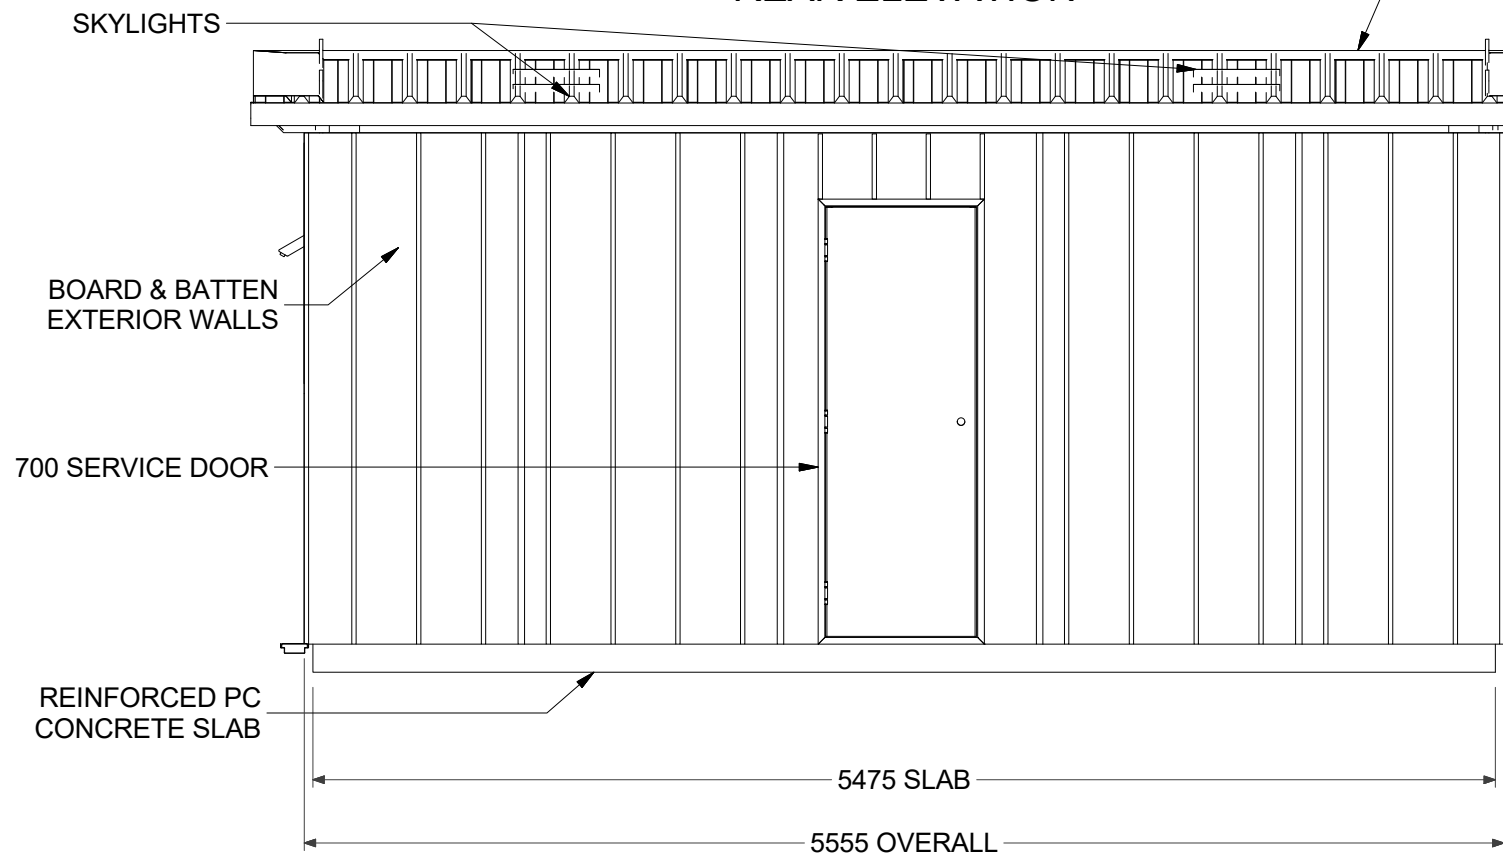 SKYLIGHTS
BOARD & BATTEN
EXTERIOR WALLS
700 SERVICE DOOR
REINFORCED PC
CONCRETE SLAB
5475 SLAB
5555 OVERALL